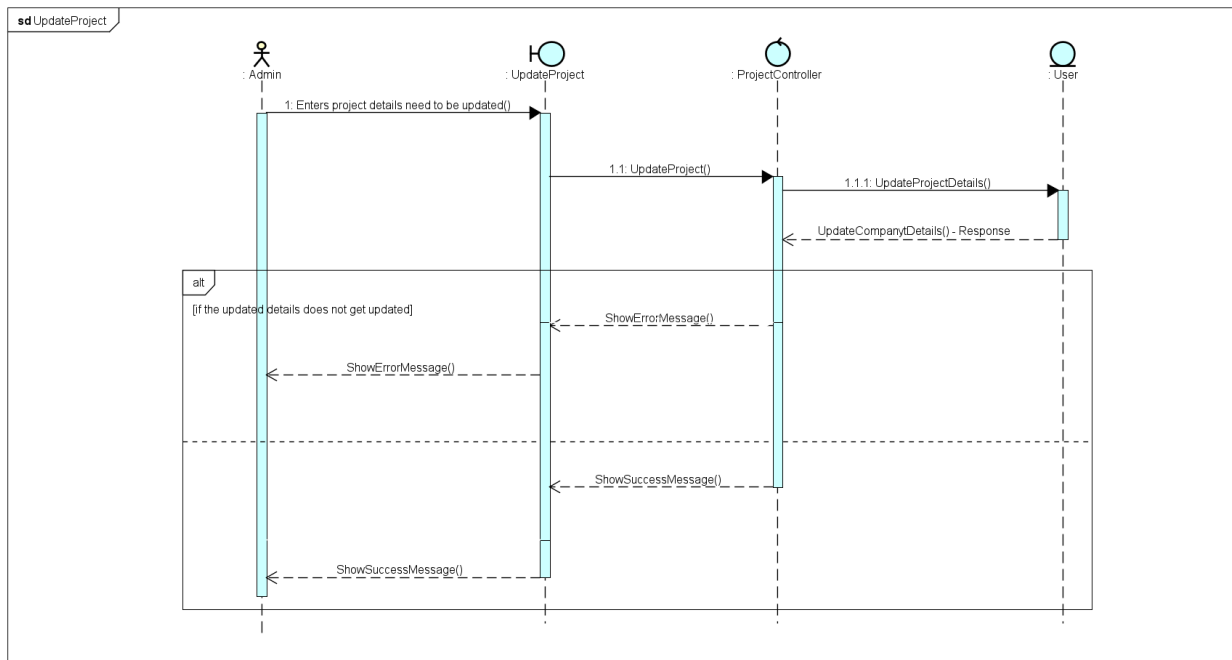 sd UpdateProject
: Admin
: UpdateProject
: ProjectController
: User
1: Enters project details need to be updated()
1.1: UpdateProject()
1.1.1: UpdateProjectDetails()
UpdateCompanytDetails() - Response
alt
[if the updated details does not get updated]
ShowErrorMessage()
ShowErrorMessage()
ShowSuccessMessage()
ShowSuccessMessage()